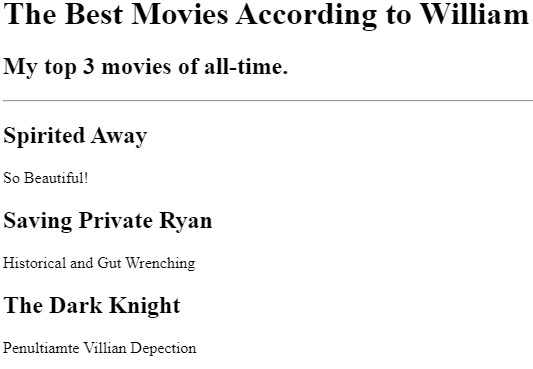 The Best Movies According to William
My top 3 movies of all-time.
Spirited Away
So Beautiful!
Saving Private Ryan
Historical and Gut Wrenching
The Dark Knight
Penultiamte Villian Depection